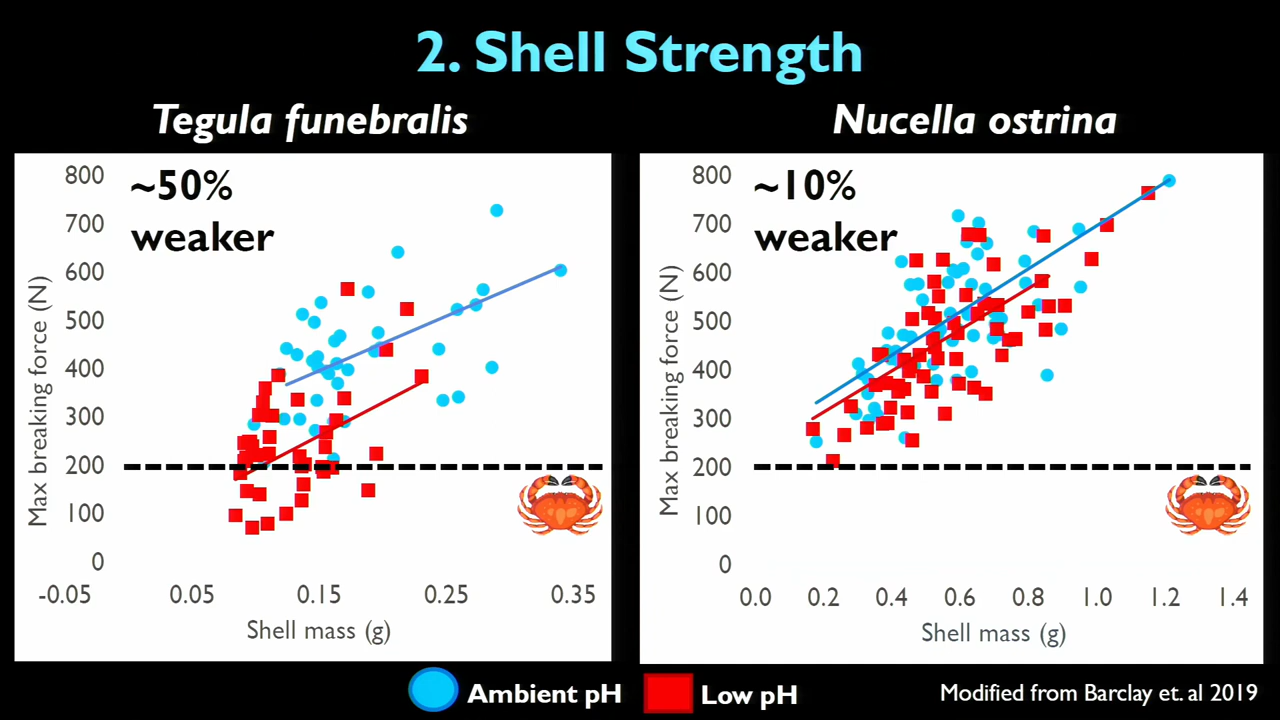 2. Shell Strength
Tegula funebralis
Nucella ostrina
~50%
weaker
800
700
600
500
400
300
200
100
0
Max breaking force (N)
-0.05 0.05 0.15 0.25 0.35
Shell mass (g)
~10%
weaker
800
700
600
500
400
300
200
100
0
Max breaking force (N)
0.0 0.2 0.4 0.6 0.8 1.0 1.2 1.4
Shell mass (g)
Ambient pH
Low pH
Modified from Barclay et. al 2019